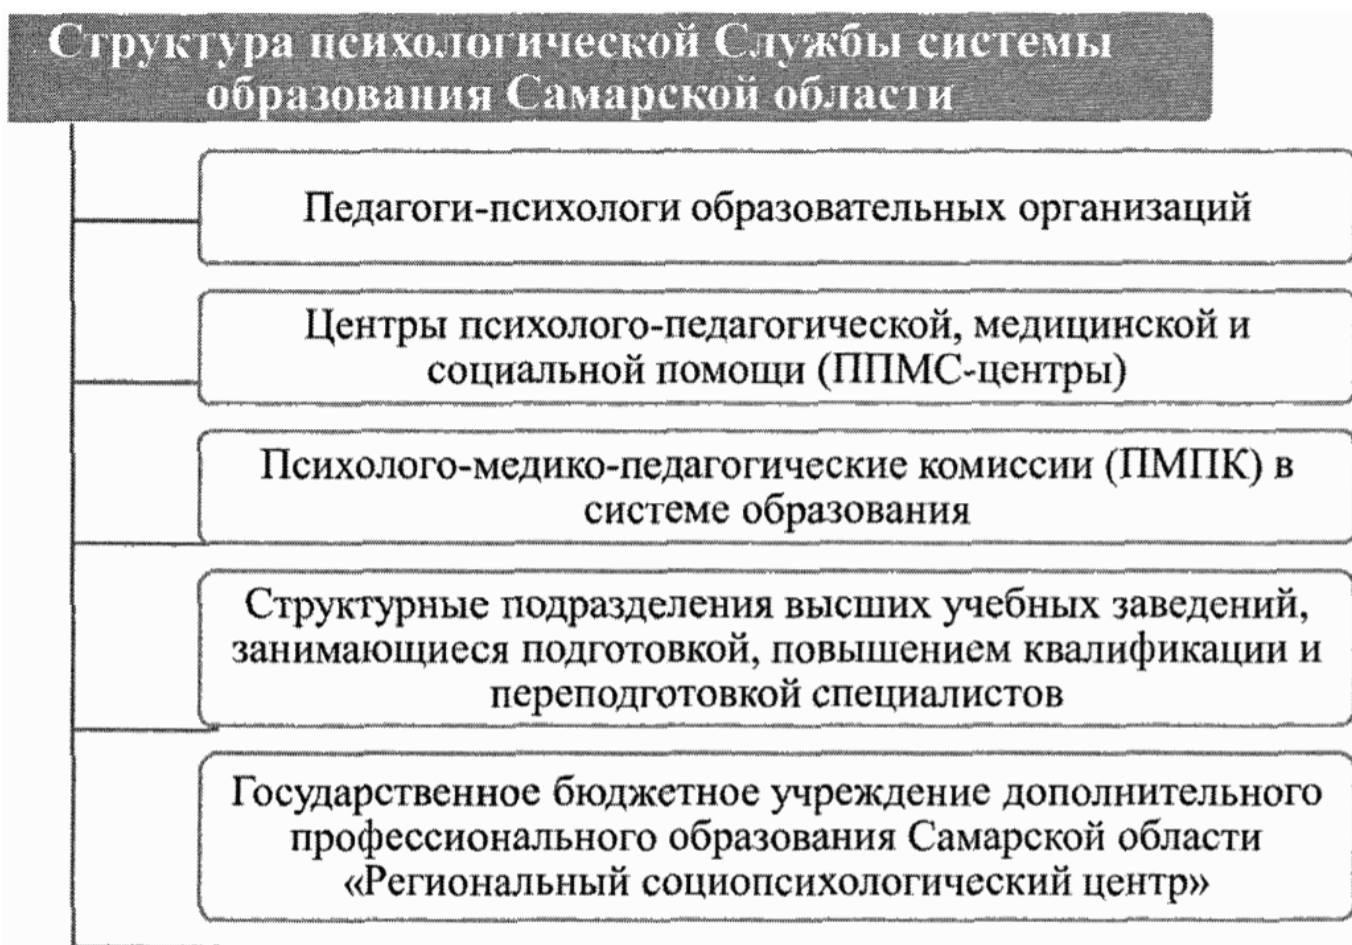 Структура психологической Службы системы
образования Самарской области
Педагоги-психологи образовательных организаций
Центры психолого-педагогической, медицинской и
социальной помощи (ППМС-центры)
Психолого-медико-педагогические комиссии (ПМПК) в
системе образования
Структурные подразделения высших учебных заведений,
занимающиеся подготовкой, повышением квалификации и
переподготовкой специалистов
Государственное бюджетное учреждение дополнительного
профессионального образования Самарской области
«Региональный социопсихологический центр»